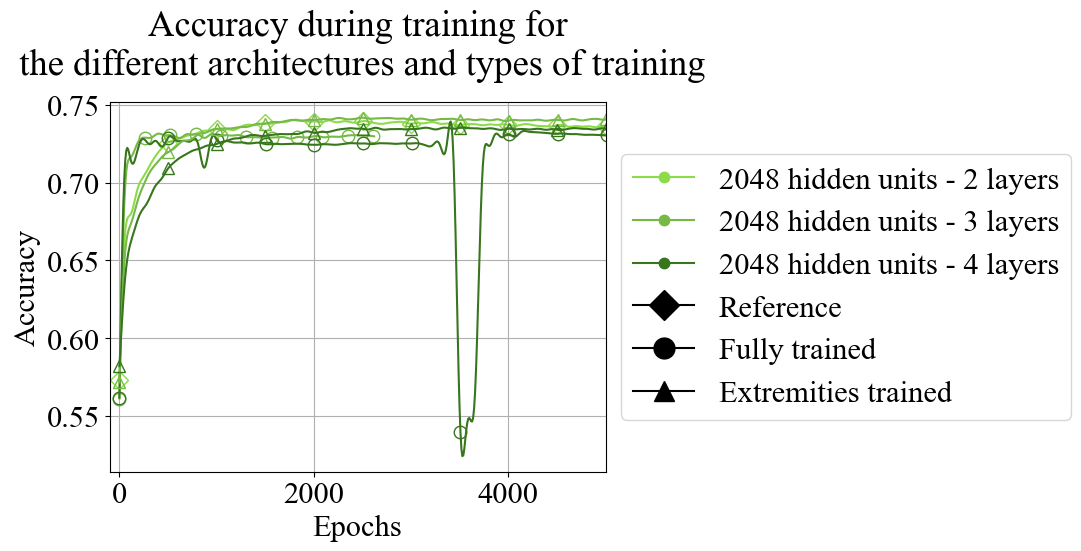 Accuracy during training for
the different architectures and types of training
0.75
0.70
0.65
0.60
0.55
Accuracy
0
2000
4000
Epochs
2048 hidden units - 2 layers
2048 hidden units - 3 layers
2048 hidden units - 4 layers
Reference
Fully trained
Extremities trained